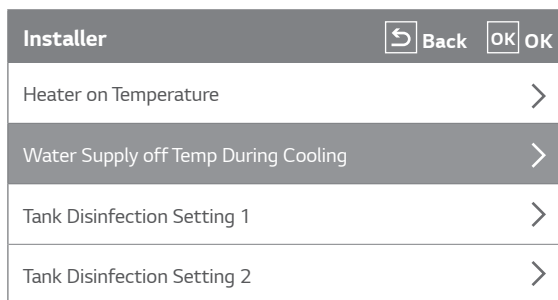 Installer Back OK OK
Heater on Temperature
Water Supply off Temp During Cooling
Tank Disinfection Setting 1
Tank Disinfection Setting 2